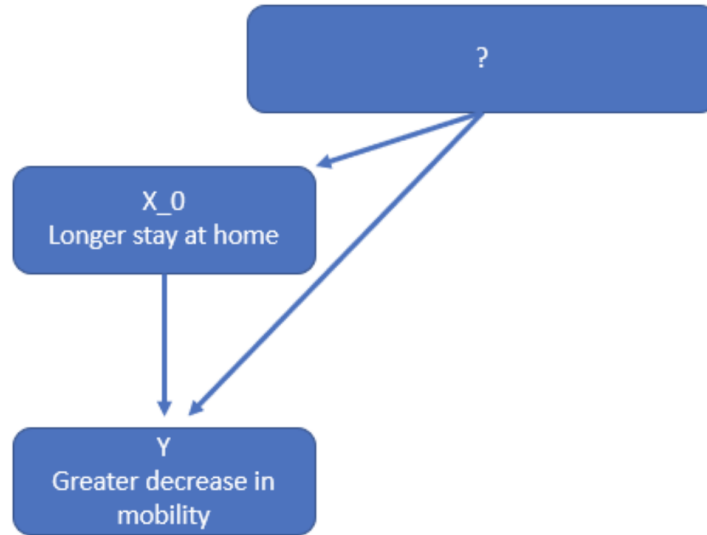 ?
X_0
Longer stay at home
Y
Greater decrease in
mobility